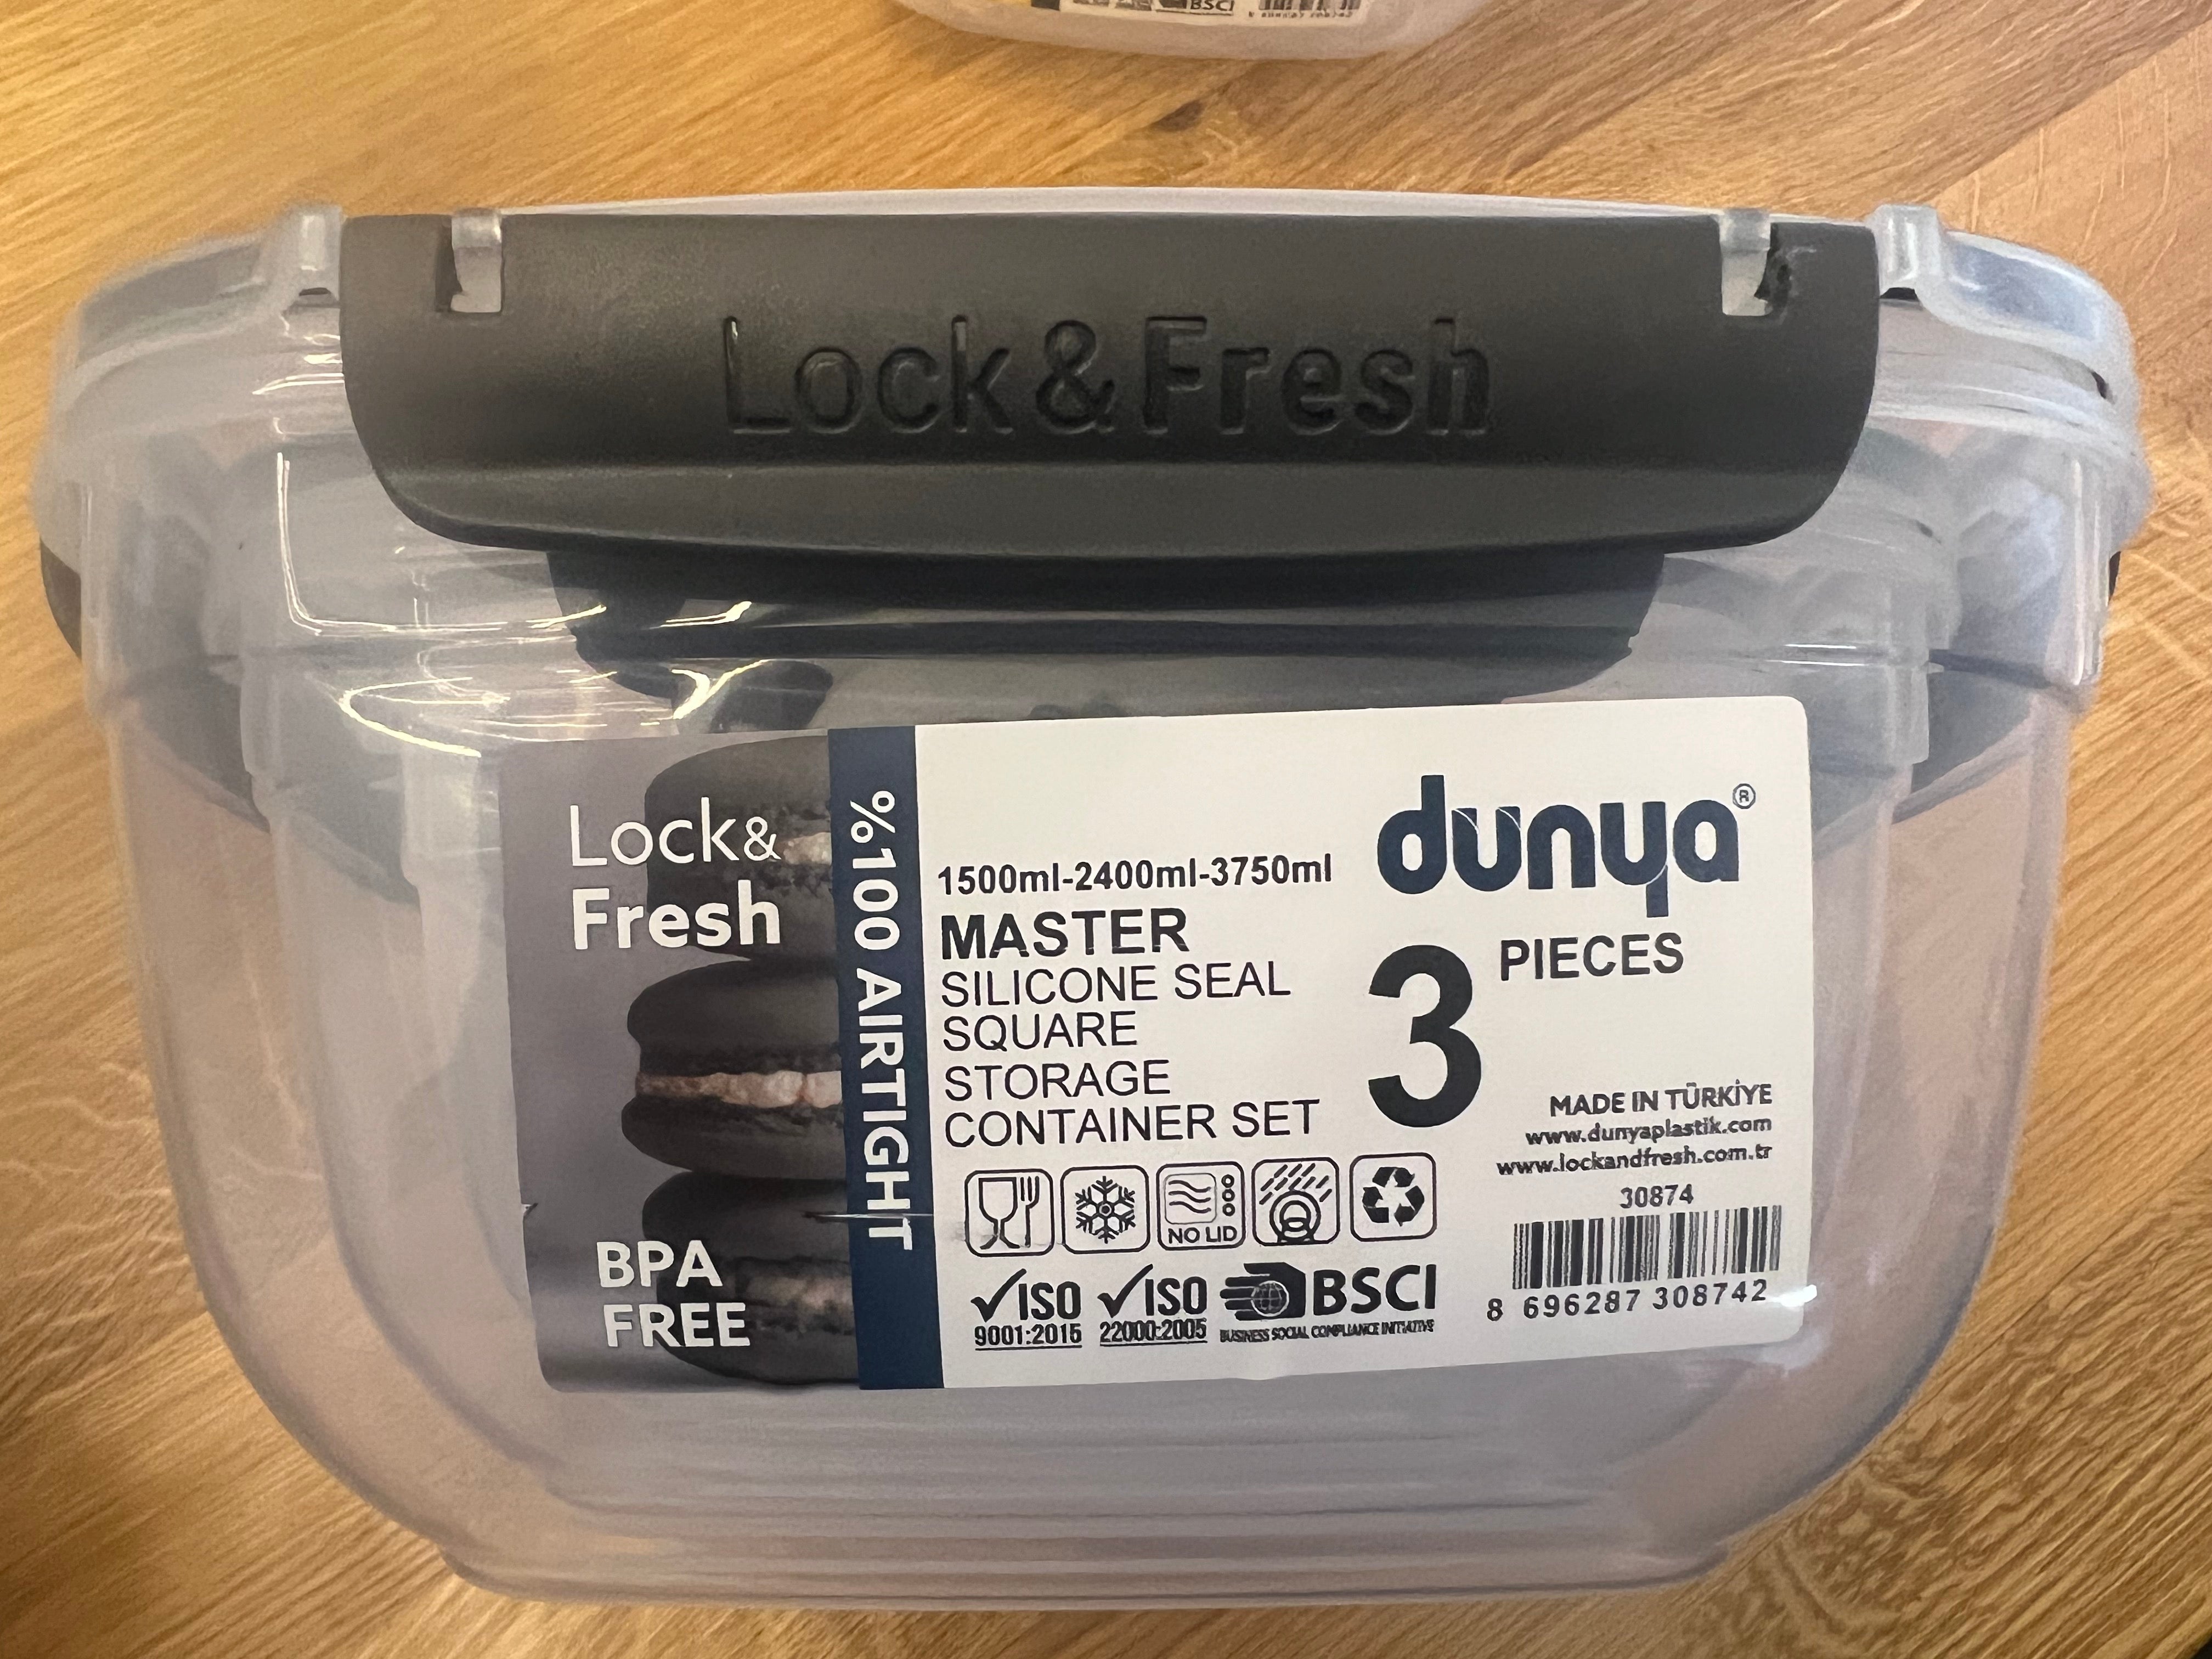 BSCI
Lock&Fresh
Lock&
Fresh
BPA
FREE
%100 AIRTIGHT
1500ml-2400ml-3750ml
MASTER
SILICONE SEAL
SQUARE
STORAGE
CONTAINER SET
dunya®
3 PIECES
MADE IN TÜRKİYE
www.dunyaplastik.com
www.lockandfresh.com.tr
30874
8 696287 308742
NO LID
ISO
9001:2015
ISO
22000:2005
BSCI
BUSINESS SOCIAL COMPLIANCE INITIATIVE